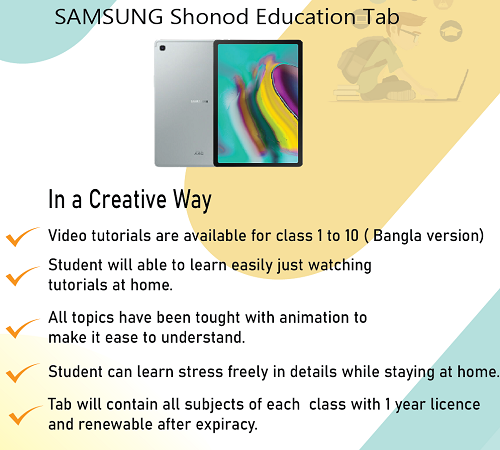 SAMSUNG Shonod Education Tab
In a Creative Way
Video tutorials are available for class 1 to 10 ( Bangla version)
Student will able to learn easily just watching
tutorials at home.
All topics have been tought with animation to
make it ease to understand.
Student can learn stress freely in details while staying at home.
Tab will contain all subjects of each class with 1 year licence
and renewable after expiracy.